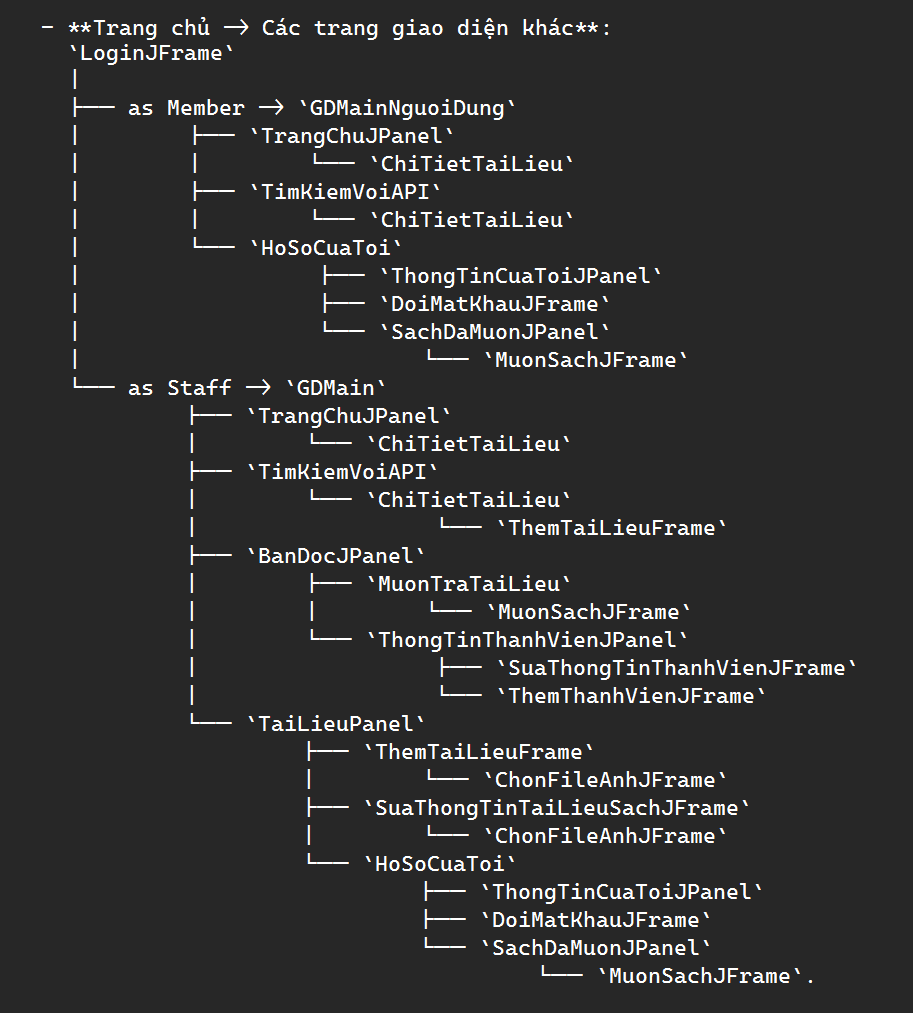 - **Trang chủ -> Các trang giao diện khác**:
`LoginJFrame`
│
├── as Member -> `GDMainNguoiDung`
│        ├── `TrangChuJPanel`
│        │        └── `ChiTietTaiLieu`
│        ├── `TimKiemVoiAPI`
│        │        └── `ChiTietTaiLieu`
│        └── `HoSoCuaToi`
│                  ├── `ThongTinCuaToiJPanel`
│                  ├── `DoiMatKhauJFrame`
│                  └── `SachDaMuonJPanel`
│                          └── `MuonSachJFrame`
└── as Staff -> `GDMain`
         ├── `TrangChuJPanel`
         │        └── `ChiTietTaiLieu`
         ├── `TimKiemVoiAPI`
         │        └── `ChiTietTaiLieu`
         │                  └── `ThemTaiLieuFrame`
         ├── `BanDocJPanel`
         │        ├── `MuonTraTaiLieu`
         │        │        └── `MuonSachJFrame`
         │        └── `ThongTinThanhVienJPanel`
         │                  ├── `SuaThongTinThanhVienJFrame`
         │                  └── `ThemThanhVienJFrame`
         └── `TaiLieuPanel`
                  ├── `ThemTaiLieuFrame`
                  │        └── `ChonFileAnhJFrame`
                  ├── `SuaThongTinTaiLieuSachJFrame`
                  │        └── `ChonFileAnhJFrame`
                  └── `HoSoCuaToi`
                           ├── `ThongTinCuaToiJPanel`
                           ├── `DoiMatKhauJFrame`
                           └── `SachDaMuonJPanel`
                                    └── `MuonSachJFrame`.